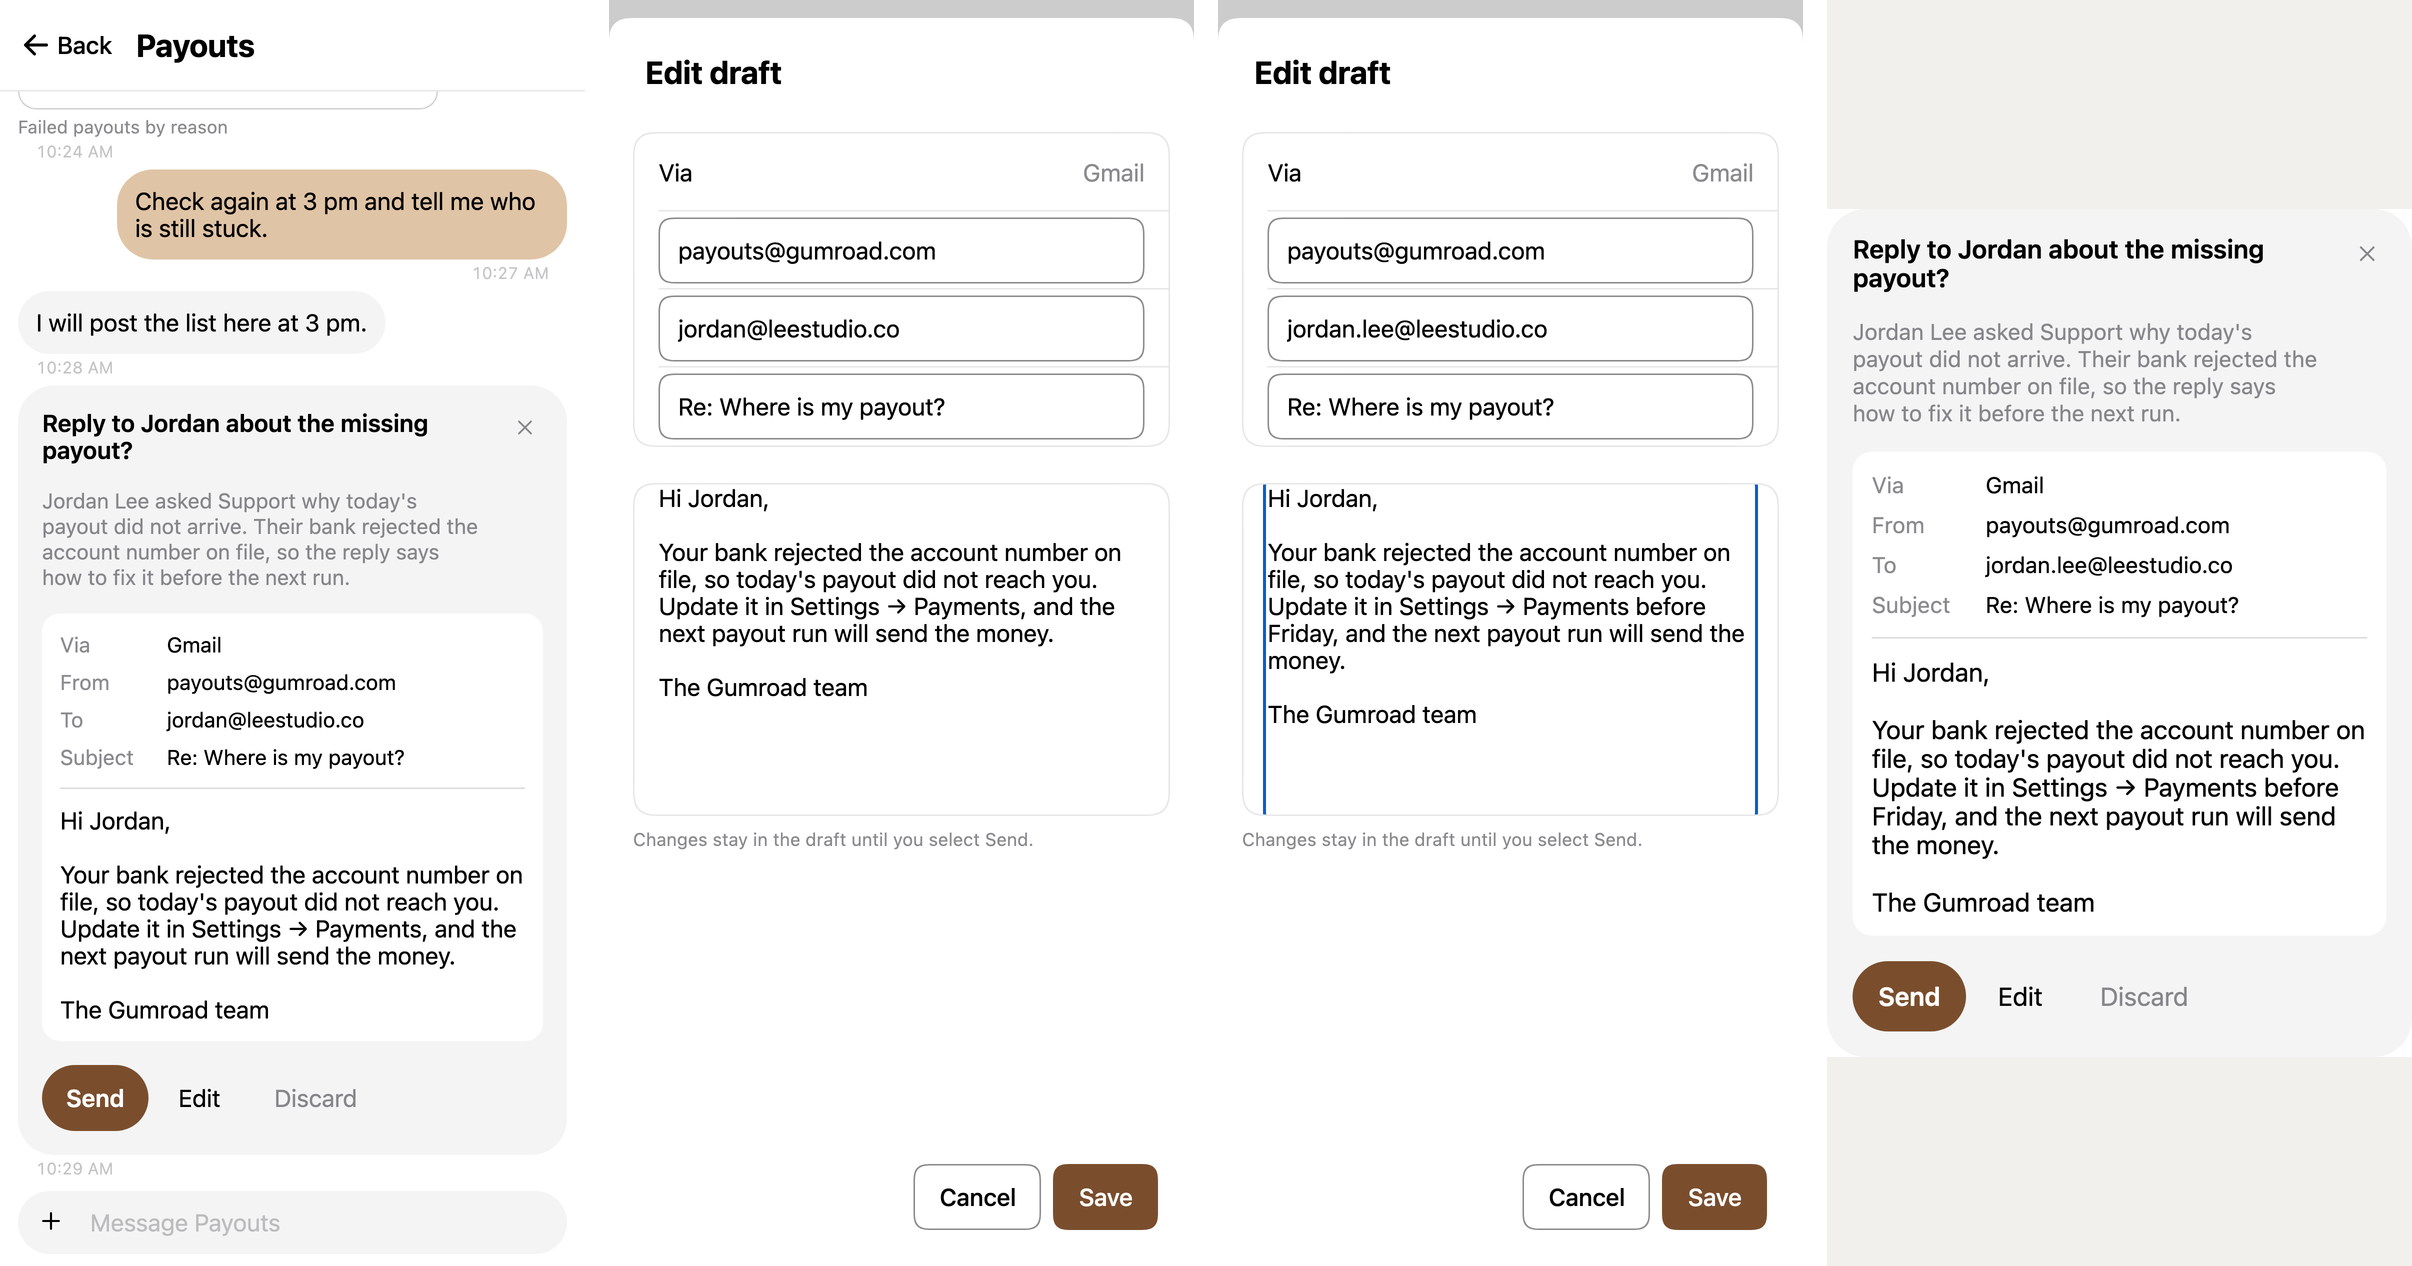 Back Payouts
Failed payouts by reason
10:24 AM
Check again at 3 pm and tell me who
is still stuck.
10:27 AM
I will post the list here at 3 pm.
10:28 AM
Reply to Jordan about the missing
payout?
Jordan Lee asked Support why today's
payout did not arrive. Their bank rejected the
account number on file, so the reply says
how to fix it before the next run.
Via Gmail
From payouts@gumroad.com
To jordan@leestudio.co
Subject Re: Where is my payout?
Hi Jordan,
Your bank rejected the account number on
file, so today's payout did not reach you.
Update it in Settings → Payments, and the
next payout run will send the money.
The Gumroad team
Send Edit Discard
10:29 AM
+ Message Payouts
Edit draft
Via Gmail
payouts@gumroad.com
jordan@leestudio.co
Re: Where is my payout?
Hi Jordan,
Your bank rejected the account number on
file, so today's payout did not reach you.
Update it in Settings → Payments, and the
next payout run will send the money.
The Gumroad team
Changes stay in the draft until you select Send.
Cancel Save
Edit draft
Via Gmail
payouts@gumroad.com
jordan.lee@leestudio.co
Re: Where is my payout?
Hi Jordan,
Your bank rejected the account number on
file, so today's payout did not reach you.
Update it in Settings → Payments before
Friday, and the next payout run will send the
money.
The Gumroad team
Changes stay in the draft until you select Send.
Cancel Save
Reply to Jordan about the missing
payout?
Jordan Lee asked Support why today's
payout did not arrive. Their bank rejected the
account number on file, so the reply says
how to fix it before the next run.
Via Gmail
From payouts@gumroad.com
To jordan.lee@leestudio.co
Subject Re: Where is my payout?
Hi Jordan,
Your bank rejected the account number on
file, so today's payout did not reach you.
Update it in Settings → Payments before
Friday, and the next payout run will send
the money.
The Gumroad team
Send Edit Discard